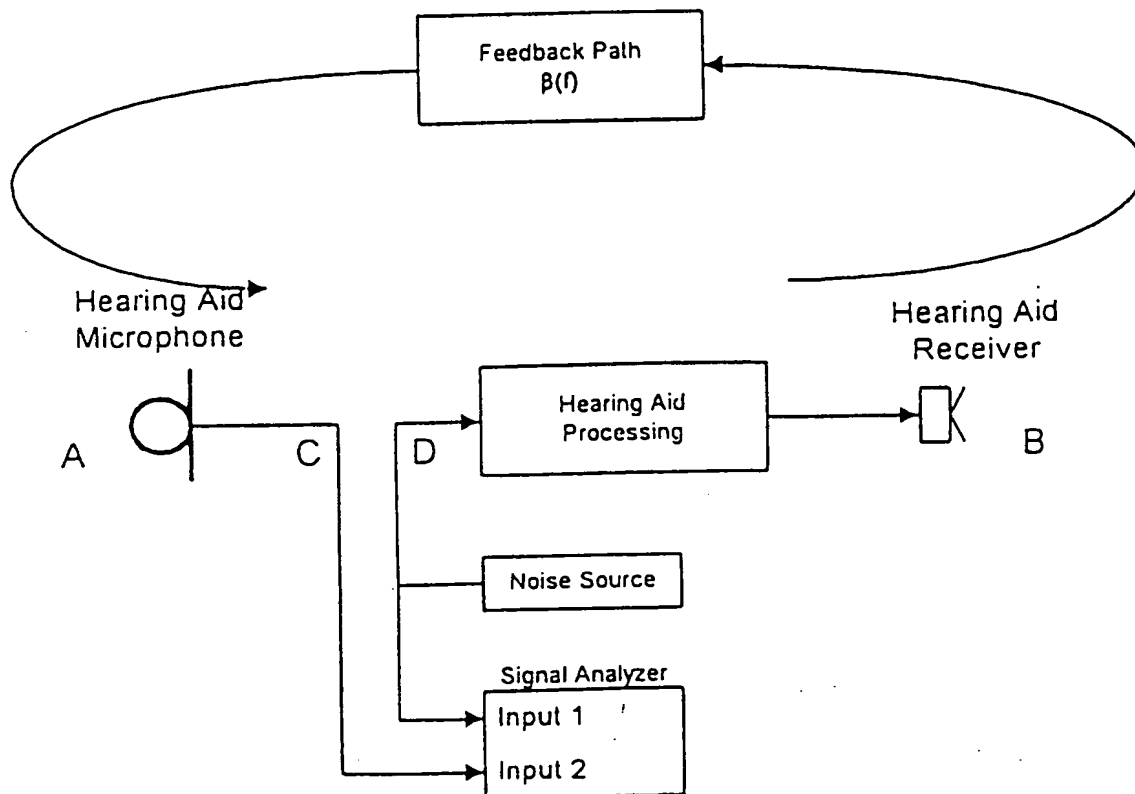 Feedback Path
β(f)
Hearing Aid
Microphone
Hearing Aid
Receiver
Hearing Aid
Processing
A
C
D
B
Noise Source
Signal Analyzer
Input 1
Input 2